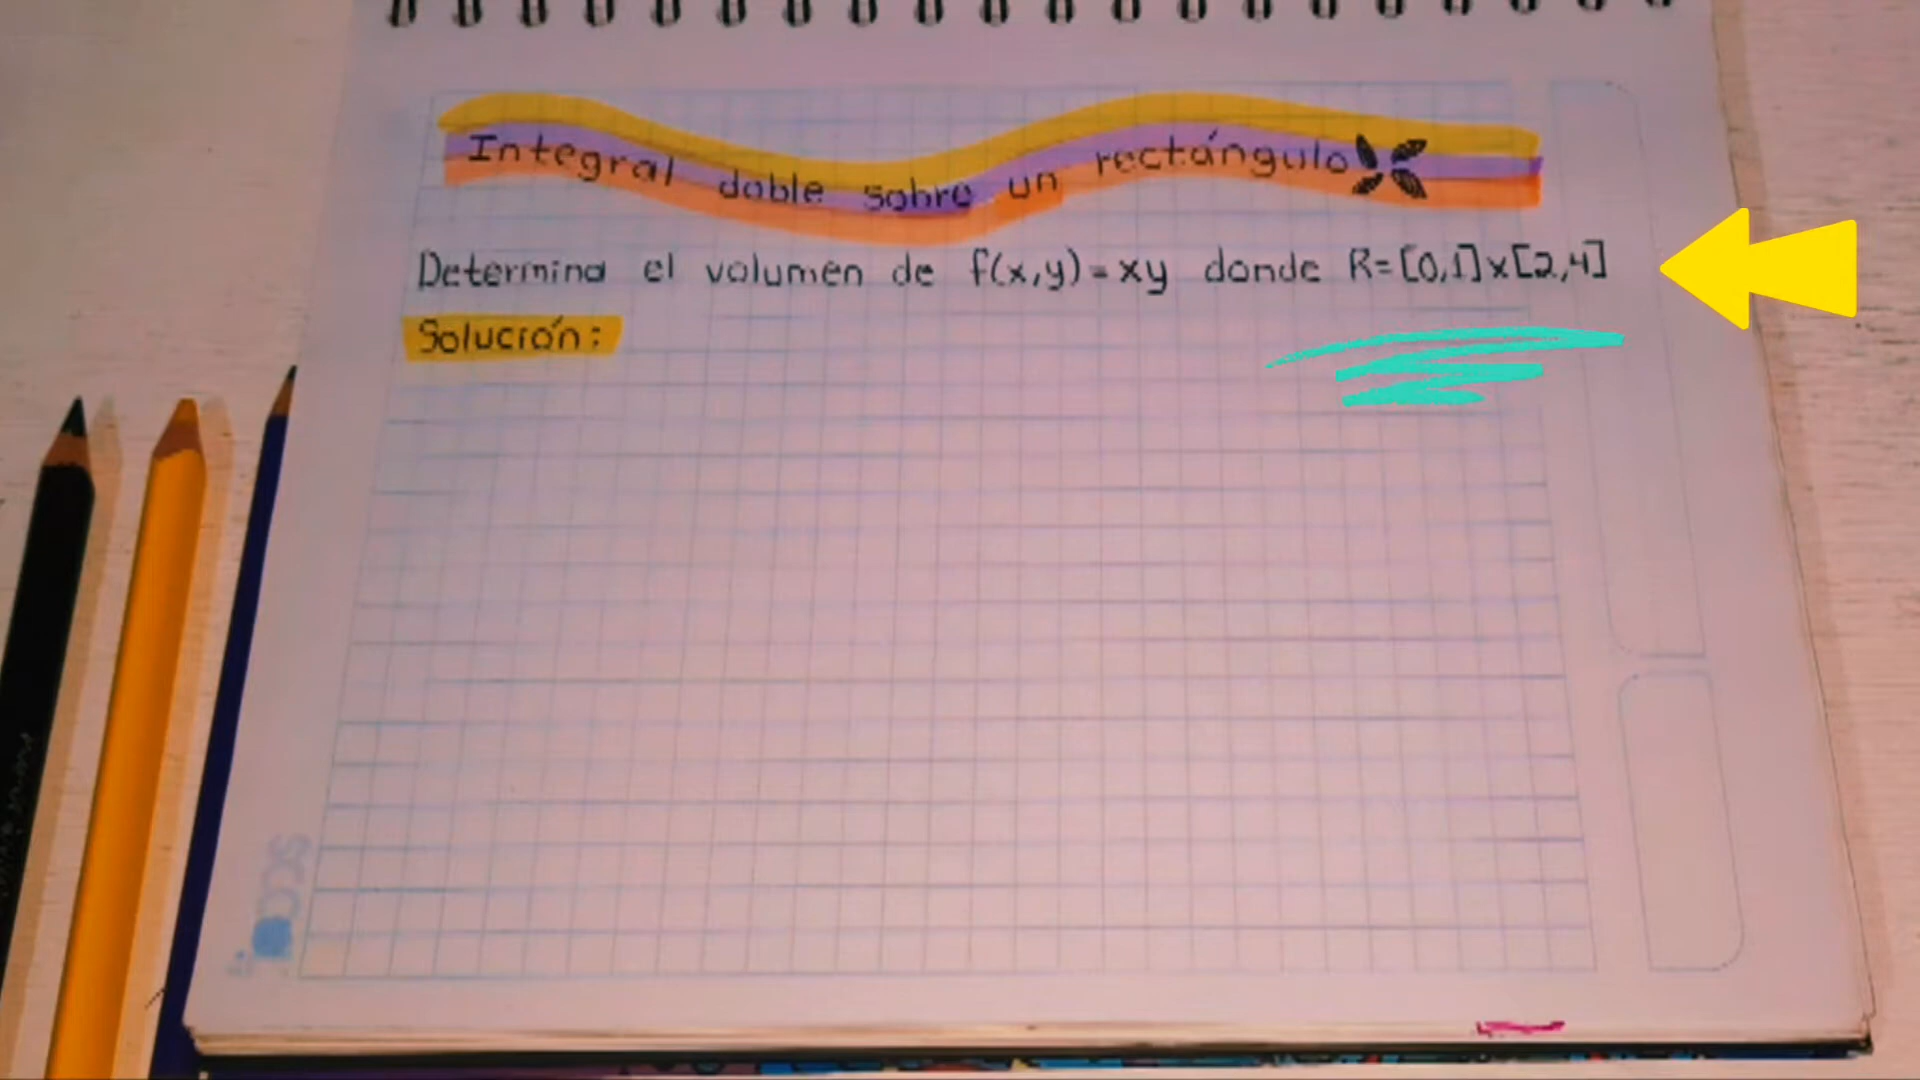 Integral doble sobre un rectángulo
Determina el volumen de f(x,y)=xy donde R=[0,1]x[2,4]
Solución: